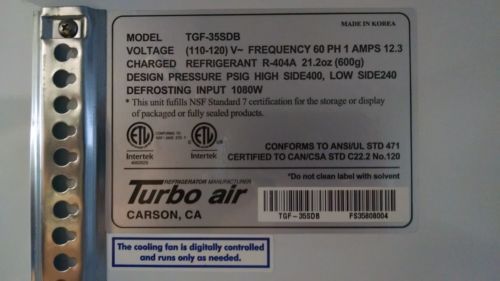 MADE IN KOREA
MODEL TGF-35SDB
VOLTAGE (110-120) V~ FREQUENCY 60 PH 1 AMPS 12.3
CHARGED REFRIGERANT R-404A 21.2oz (600g)
DESIGN PRESSURE PSIG HIGH SIDE400, LOW SIDE240
DEFROSTING INPUT 1080W
* This unit fufills NSF Standard 7 certification for the storage or display
of packaged or fully sealed products.
ETL ETL
CONFORMS TO
Intertek Intertek
CONFORMS TO ANSI/UL STD 471
CERTIFIED TO CAN/CSA STD C22.2 No.120
REFRIGERATOR MANUFACTURER
Turbo air
CARSON, CA
*Do not clean label with solvent
TGF-35SDB FS35808004
The cooling fan is digitally controlled
and runs only as needed.